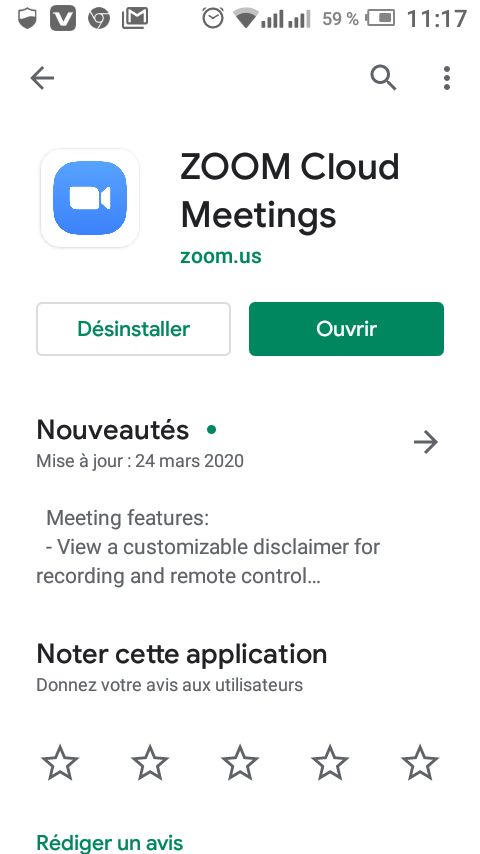 59 % 11:17
ZOOM Cloud
Meetings
zoom.us
Désinstaller Ouvrir
Nouveautés
Mise à jour : 24 mars 2020
Meeting features:
- View a customizable disclaimer for
recording and remote control…
Noter cette application
Donnez votre avis aux utilisateurs
Rédiger un avis